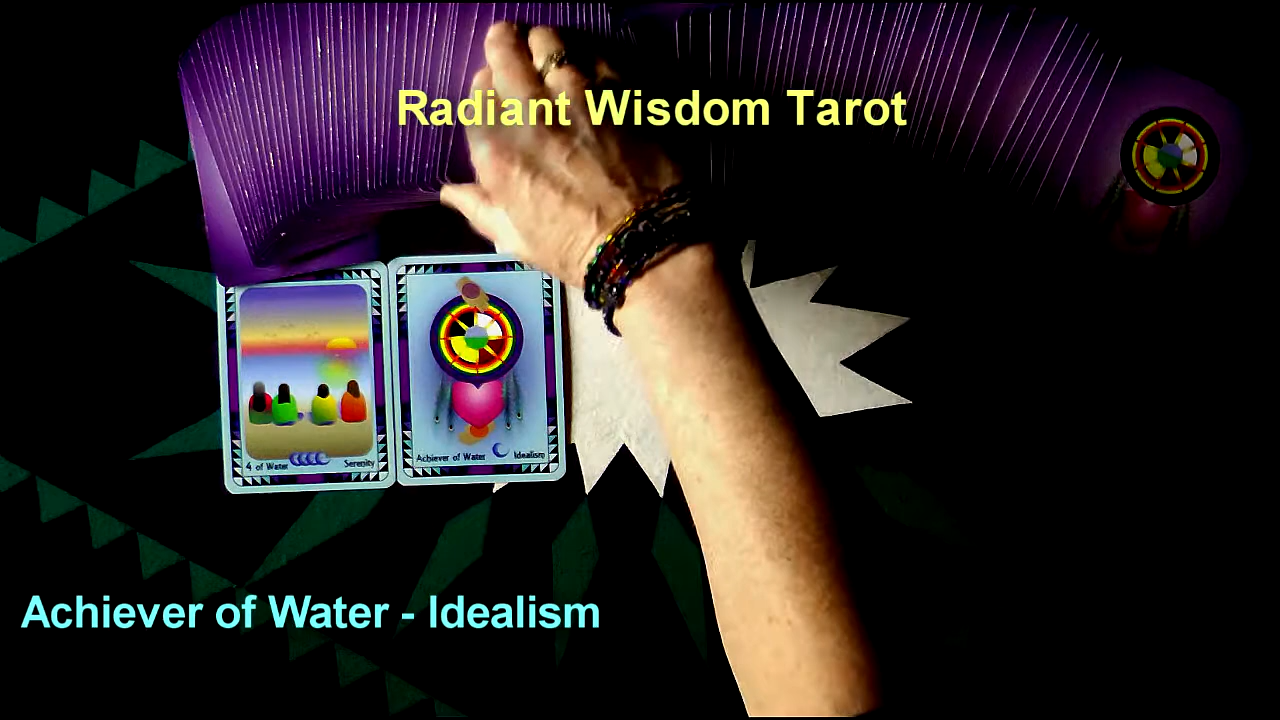 Radiant Wisdom Tarot
4 of Water Serenity
Achiever of Water Idealism
Achiever of Water - Idealism